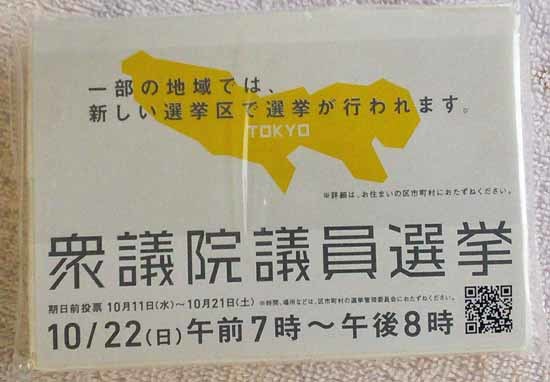 一部の地域では、
新しい選挙区で選挙が行われます。
TOKYO
※詳細は、お住まいの区市町村におたずねください。
衆議院議員選挙
期日前投票 10月11日(水)~10月21日(土) ※時間、場所などは、区市町村の選挙管理委員会におたずねください。
10/22(日)午前7時~午後8時